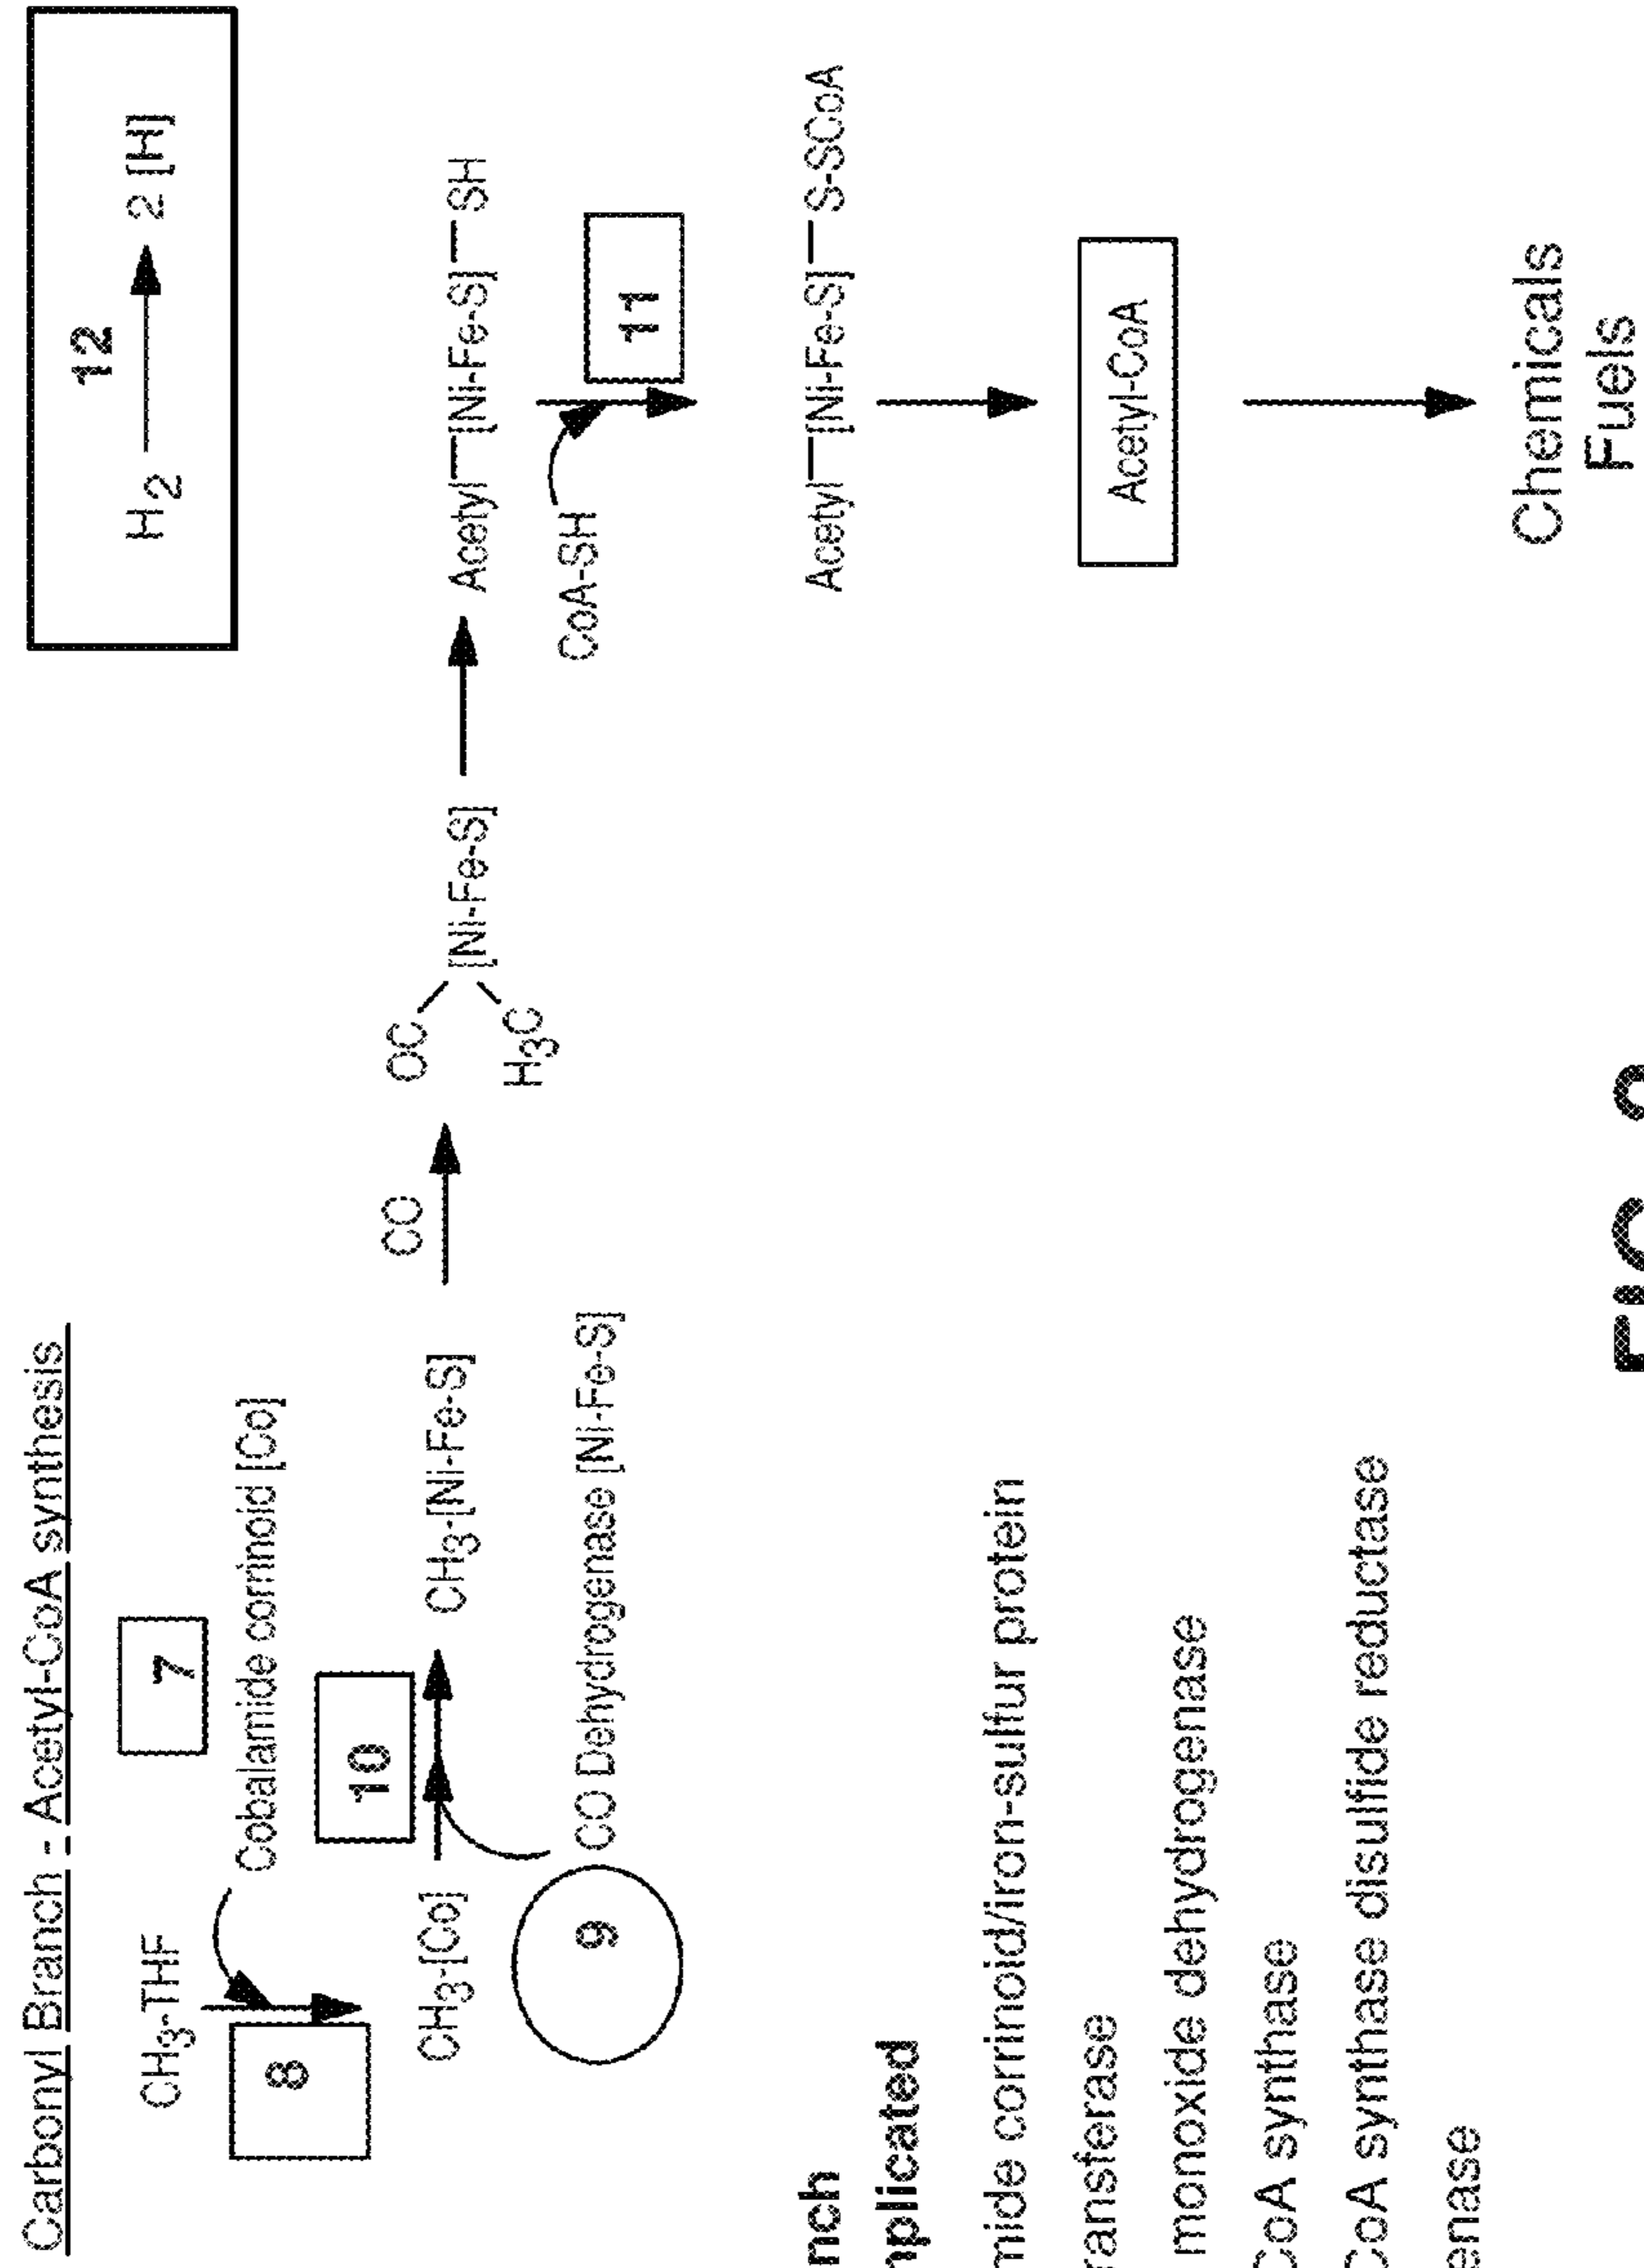 Carbonyl Branch - Acetyl-CoA synthesis
CH3-THF
7
Cobalamide corrinoid [Co]
8
10
CH3-[Co]
CH3-[Ni-Fe-S]
9
CO Dehydrogenase [Ni-Fe-S]
CO
OC
[Ni-Fe-S]
H3C
12
H2 2 [H]
Acetyl—[Ni-Fe-S]—SH
CoA-SH
11
Acetyl—[Ni-Fe-S]—S-SCoA
Acetyl-CoA
Chemicals
Fuels
nch
nplicated
mide corrinoid/iron-sulfur protein
ransferase
monoxide dehydrogenase
CoA synthase
CoA synthase disulfide reductase
enase